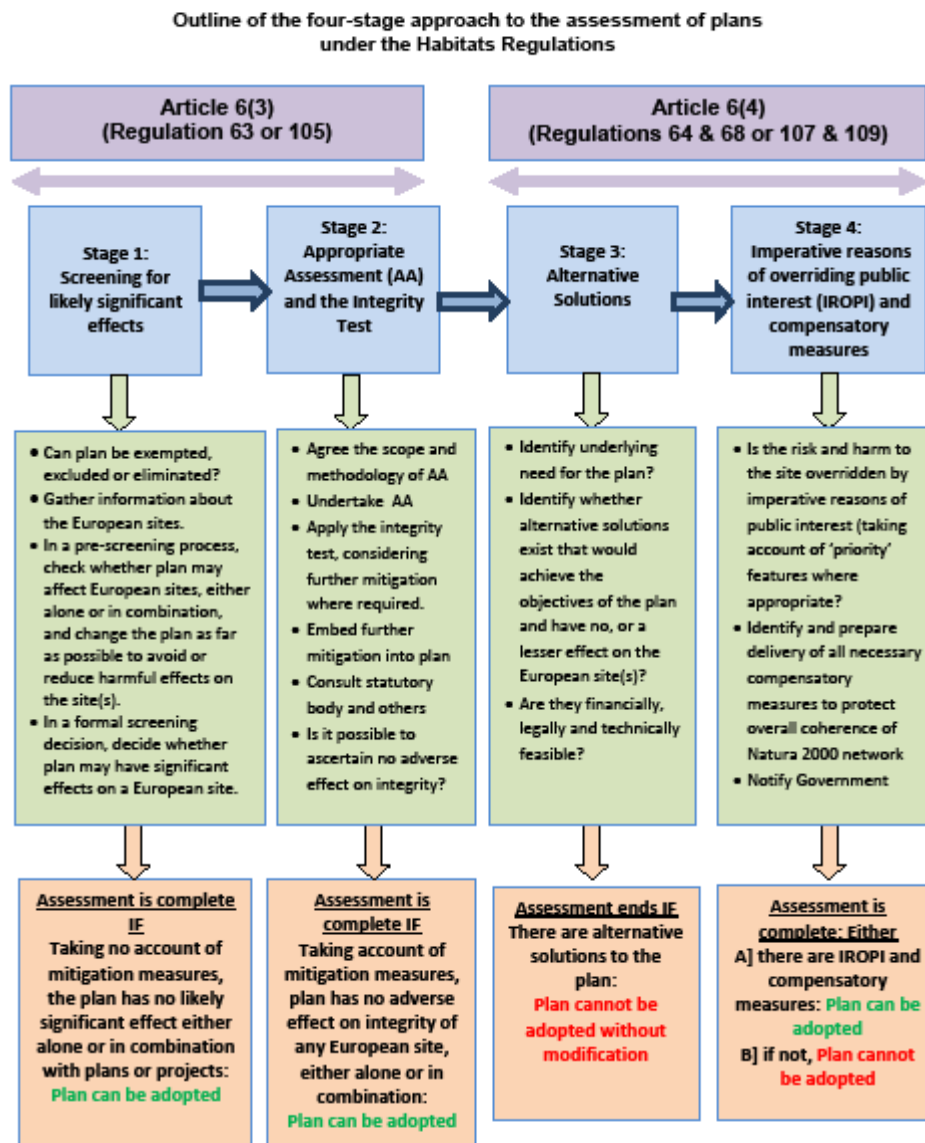 Outline of the four-stage approach to the assessment of plans
under the Habitats Regulations
Article 6(3)
(Regulation 63 or 105)
Article 6(4)
(Regulations 64 & 68 or 107 & 109)
Stage 1:
Screening for
likely significant
effects
Stage 2:
Appropriate
Assessment (AA)
and the Integrity
Test
Stage 3:
Alternative
Solutions
Stage 4:
Imperative reasons
of overriding public
interest (IROPI) and
compensatory
measures
• Can plan be exempted,
excluded or eliminated?
• Gather information about
the European sites.
• In a pre-screening process,
check whether plan may
affect European sites, either
alone or in combination,
and change the plan as far
as possible to avoid or
reduce harmful effects on
the site(s).
• In a formal screening
decision, decide whether
plan may have significant
effects on a European site.
• Agree the scope and
methodology of AA
• Undertake AA
• Apply the integrity
test, considering
further mitigation
where required.
• Embed further
mitigation into plan
• Consult statutory
body and others
• Is it possible to
ascertain no adverse
effect on integrity?
• Identify underlying
need for the plan?
• Identify whether
alternative solutions
exist that would
achieve the
objectives of the plan
and have no, or a
lesser effect on the
European site(s)?
• Are they financially,
legally and technically
feasible?
• Is the risk and harm to
the site overridden by
imperative reasons of
public interest (taking
account of ‘priority’
features where
appropriate?
• Identify and prepare
delivery of all necessary
compensatory
measures to protect
overall coherence of
Natura 2000 network
• Notify Government
Assessment is complete
IF
Taking no account of
mitigation measures,
the plan has no likely
significant effect either
alone or in combination
with plans or projects:
Plan can be adopted
Assessment is
complete IF
Taking account of
mitigation measures,
plan has no adverse
effect on integrity of
any European site,
either alone or in
combination:
Plan can be adopted
Assessment ends IF
There are alternative
solutions to the
plan:
Plan cannot be
adopted without
modification
Assessment is
complete: Either
A] there are IROPI and
compensatory
measures: Plan can be
adopted
B] if not, Plan cannot
be adopted